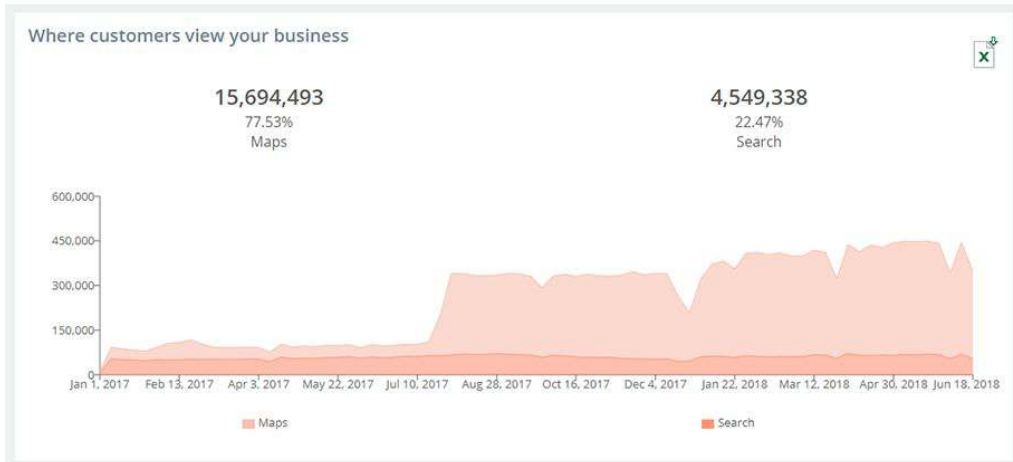 Where customers view your business
X
15,694,493
77.53%
Maps
4,549,338
22.47%
Search
600,000
450,000
300,000
150,000
0
Jan 1, 2017 Feb 13, 2017 Apr 3, 2017 May 22, 2017 Jul 10, 2017 Aug 28, 2017 Oct 16, 2017 Dec 4, 2017 Jan 22, 2018 Mar 12, 2018 Apr 30, 2018 Jun 18, 2018
Maps
Search